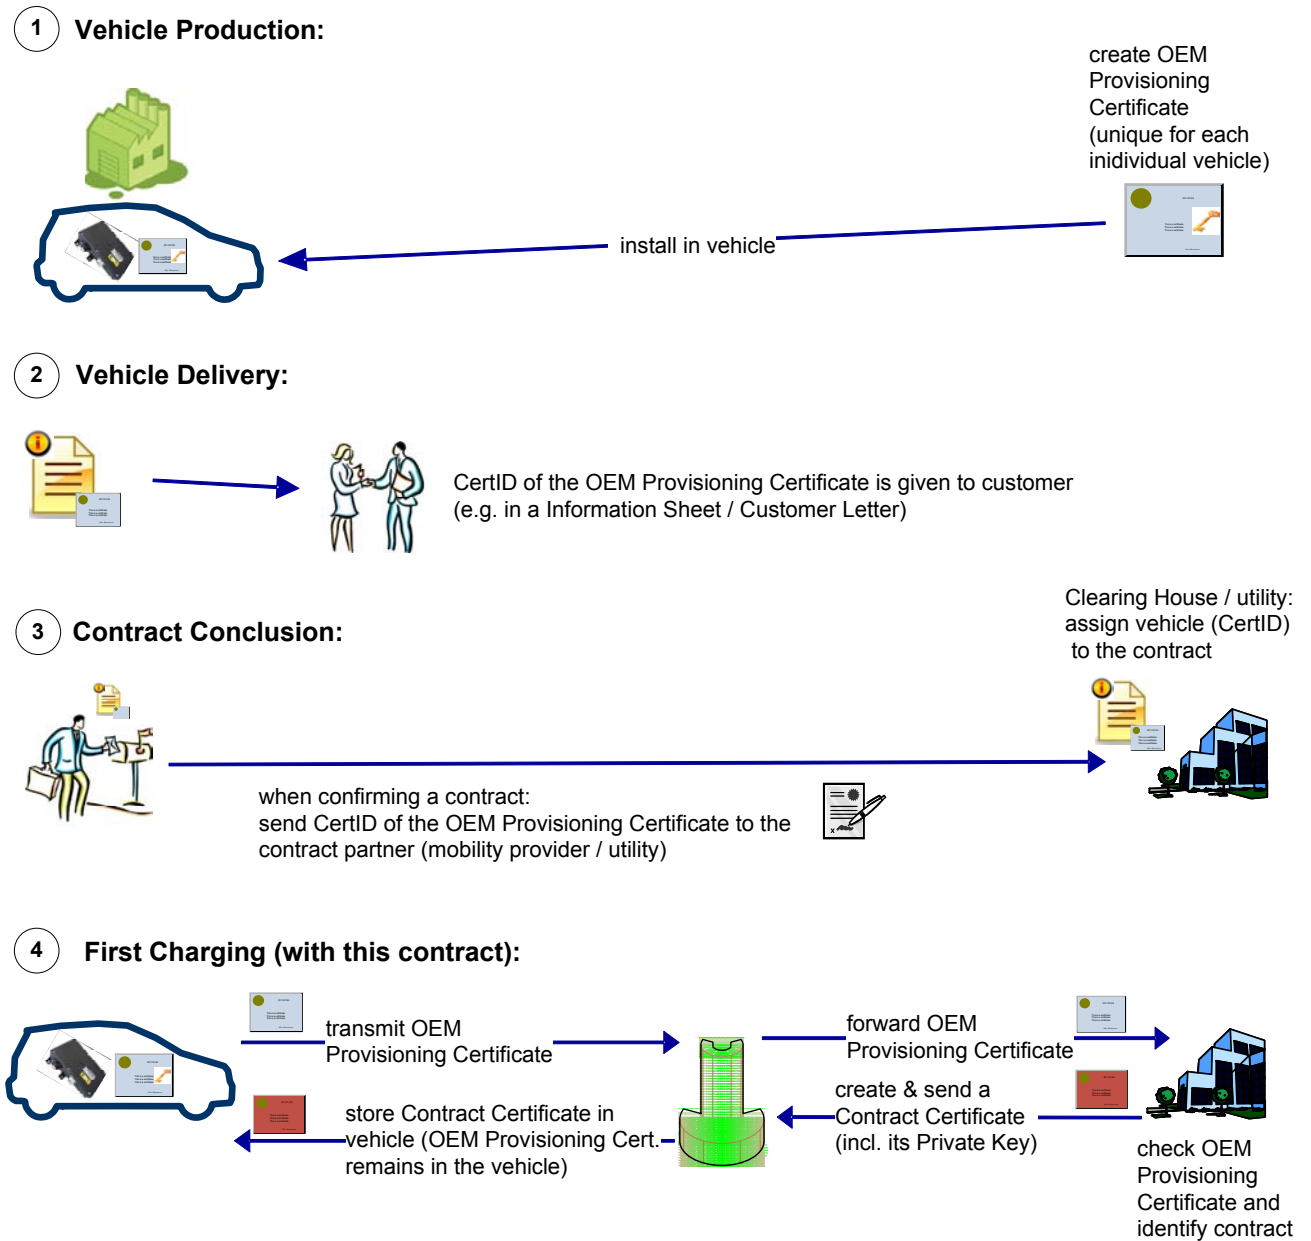 1 Vehicle Production:
create OEM
Provisioning
Certificate
(unique for each
inidividual vehicle)
install in vehicle
2 Vehicle Delivery:
CertID of the OEM Provisioning Certificate is given to customer
(e.g. in a Information Sheet / Customer Letter)
3 Contract Conclusion:
Clearing House / utility:
assign vehicle (CertID)
to the contract
when confirming a contract:
send CertID of the OEM Provisioning Certificate to the
contract partner (mobility provider / utility)
4 First Charging (with this contract):
transmit OEM
Provisioning Certificate
forward OEM
Provisioning Certificate
store Contract Certificate in
vehicle (OEM Provisioning Cert.
remains in the vehicle)
create & send a
Contract Certificate
(incl. its Private Key)
check OEM
Provisioning
Certificate and
identify contract